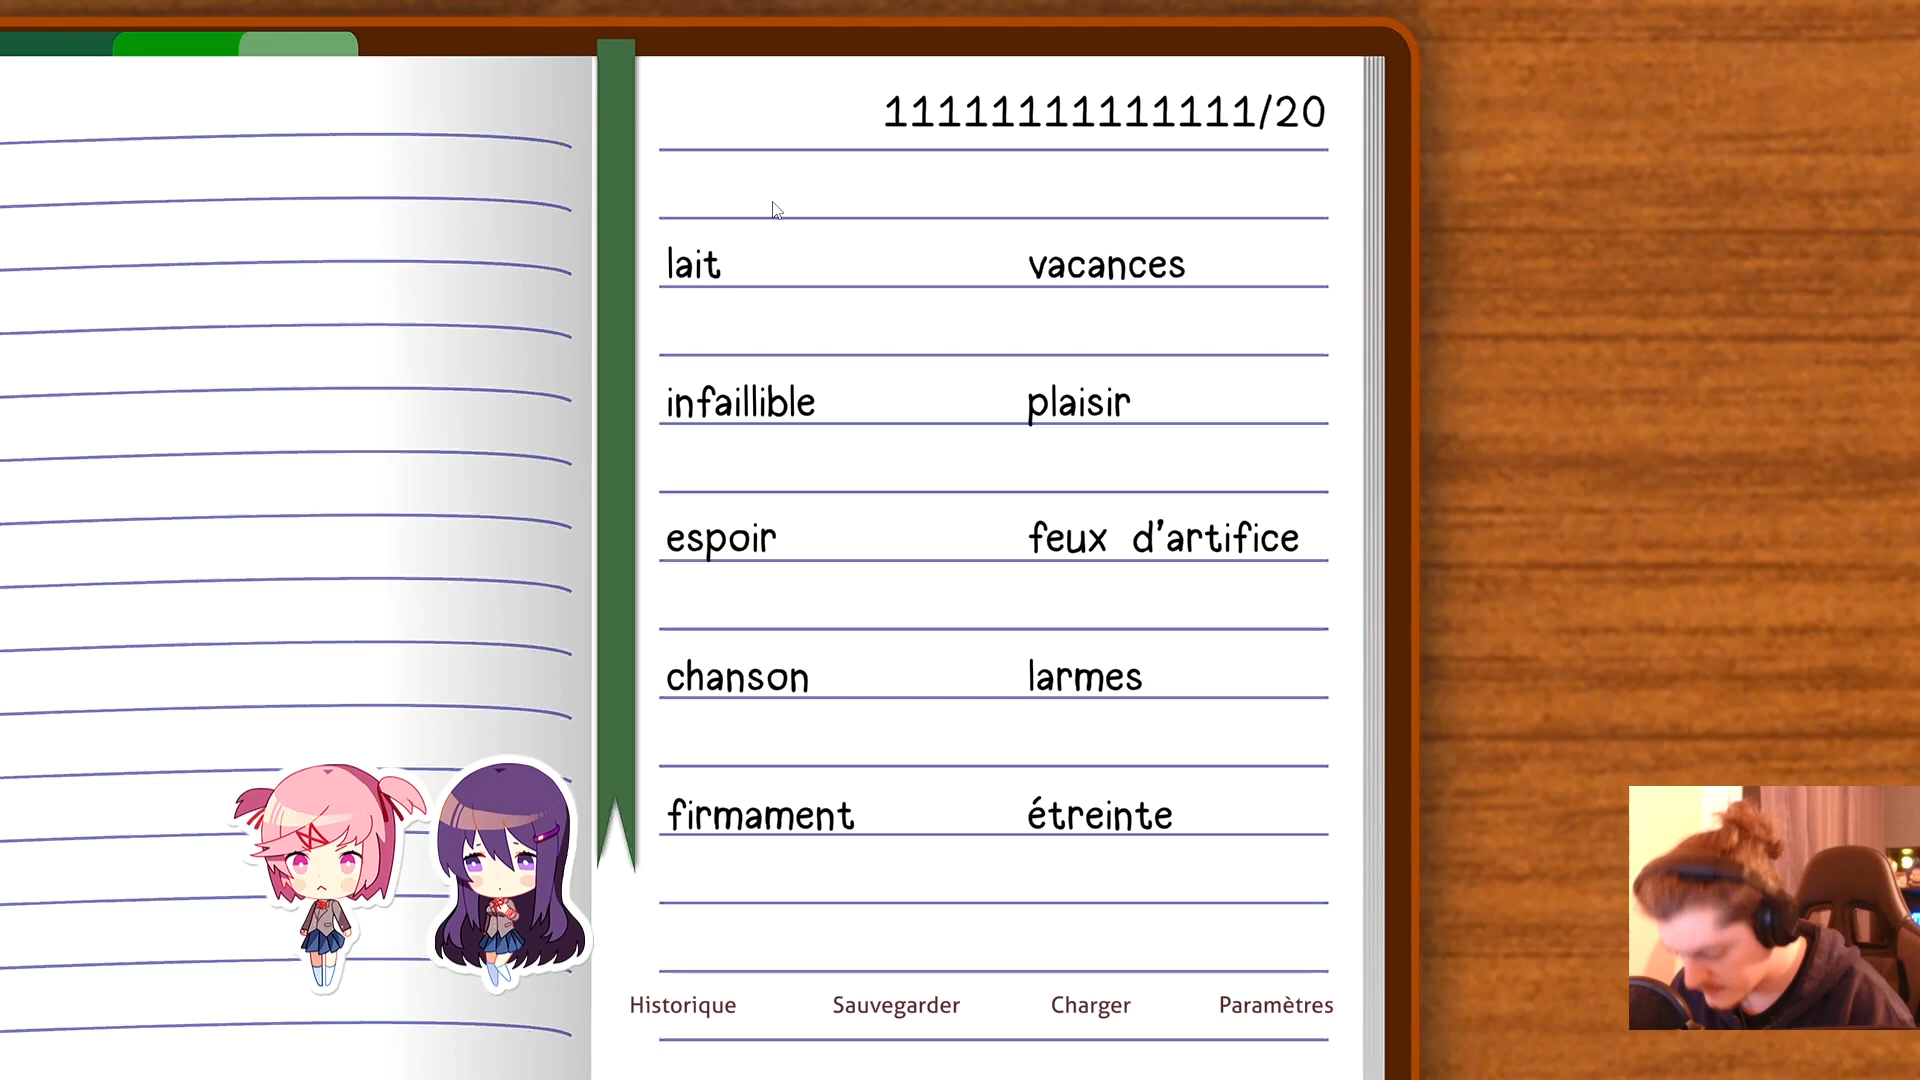 11111111111111/20
lait vacances
infaillible plaisir
espoir feux d'artifice
chanson larmes
firmament étreinte
Historique Sauvegarder Charger Paramètres